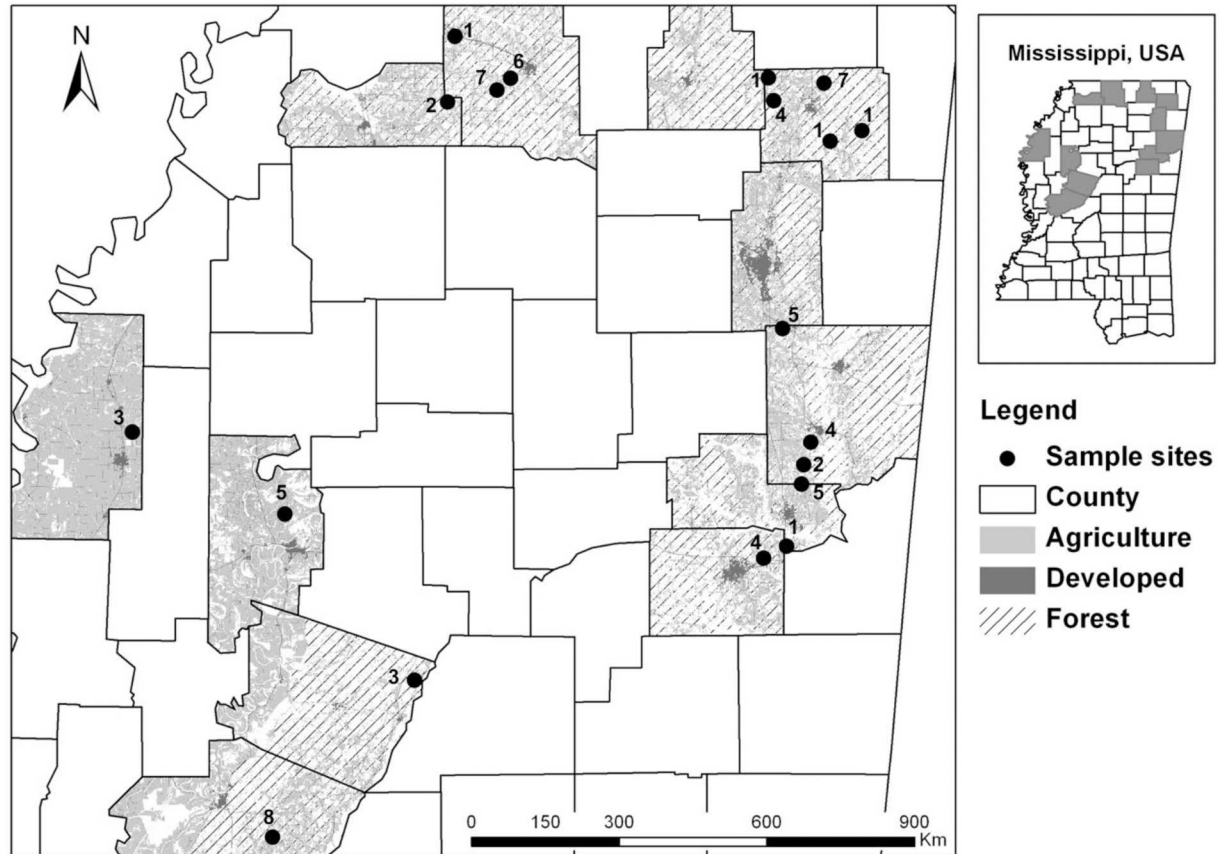 N
1
6
7
2
1
7
4
1
1
5
3
4
2
5
5
1
4
3
8
0 150 300 600 900
Km
Mississippi, USA
Legend
Sample sites
County
Agriculture
Developed
Forest